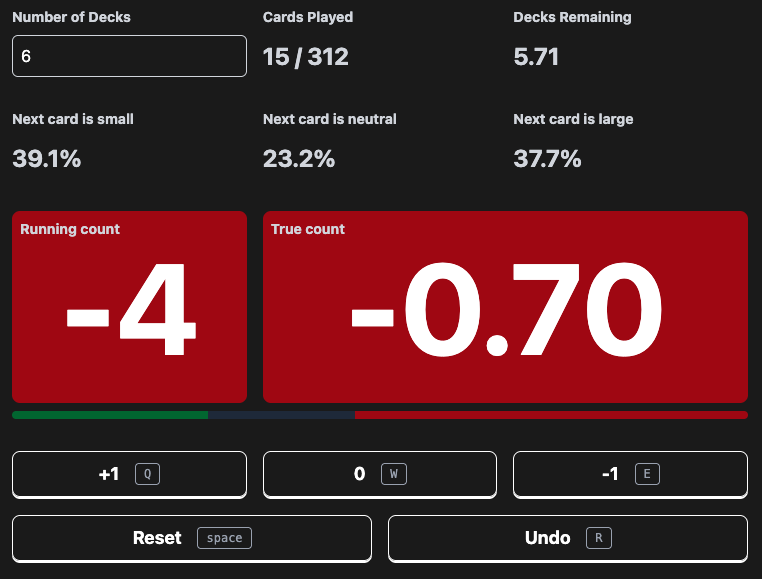 Number of Decks
Cards Played
Decks Remaining
6
15 / 312
5.71
Next card is small
Next card is neutral
Next card is large
39.1%
23.2%
37.7%
Running count
True count
-4
-0.70
+1 Q
0 W
-1 E
Reset space
Undo R